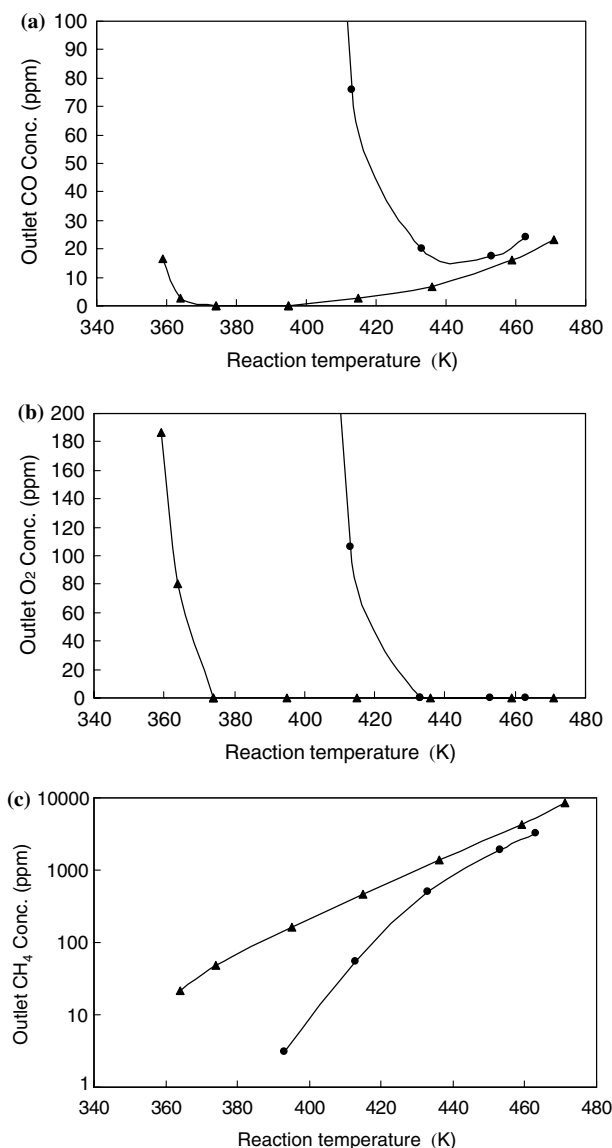 (a)
Outlet CO Conc. (ppm)
100
90
80
70
60
50
40
30
20
10
0
340 360 380 400 420 440 460 480
Reaction temperature (K)
(b)
Outlet O₂ Conc. (ppm)
200
180
160
140
120
100
80
60
40
20
0
340 360 380 400 420 440 460 480
Reaction temperature (K)
(c)
Outlet CH₄ Conc. (ppm)
10000
1000
100
10
1
340 360 380 400 420 440 460 480
Reaction temperature (K)